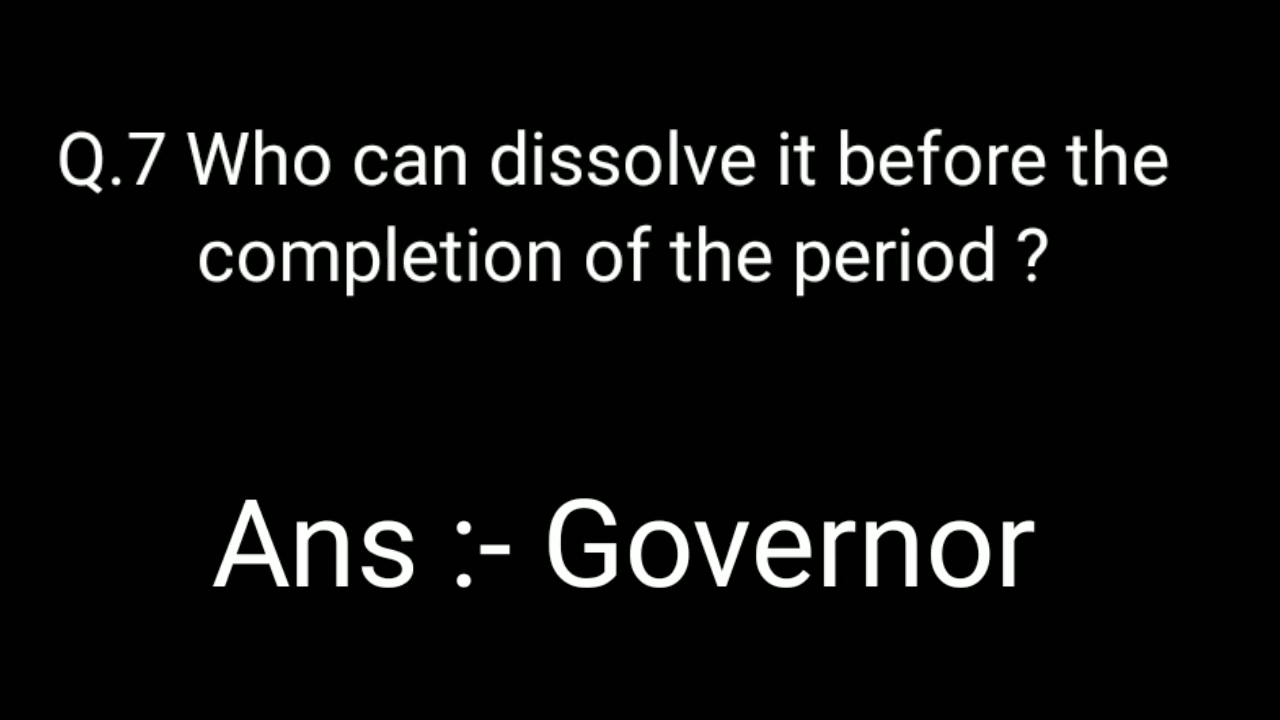 Q.7 Who can dissolve it before the
completion of the period ?
Ans :- Governor